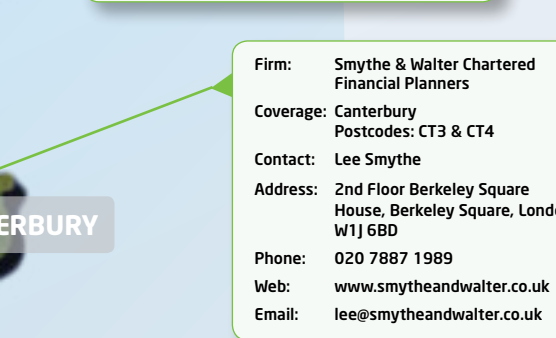 Firm: Smythe & Walter Chartered
Financial Planners
Coverage: Canterbury
Postcodes: CT3 & CT4
Contact: Lee Smythe
Address: 2nd Floor Berkeley Square
House, Berkeley Square, Londo
W1J 6BD
ERBURY
Phone: 020 7887 1989
Web: www.smytheandwalter.co.uk
Email: lee@smytheandwalter.co.uk